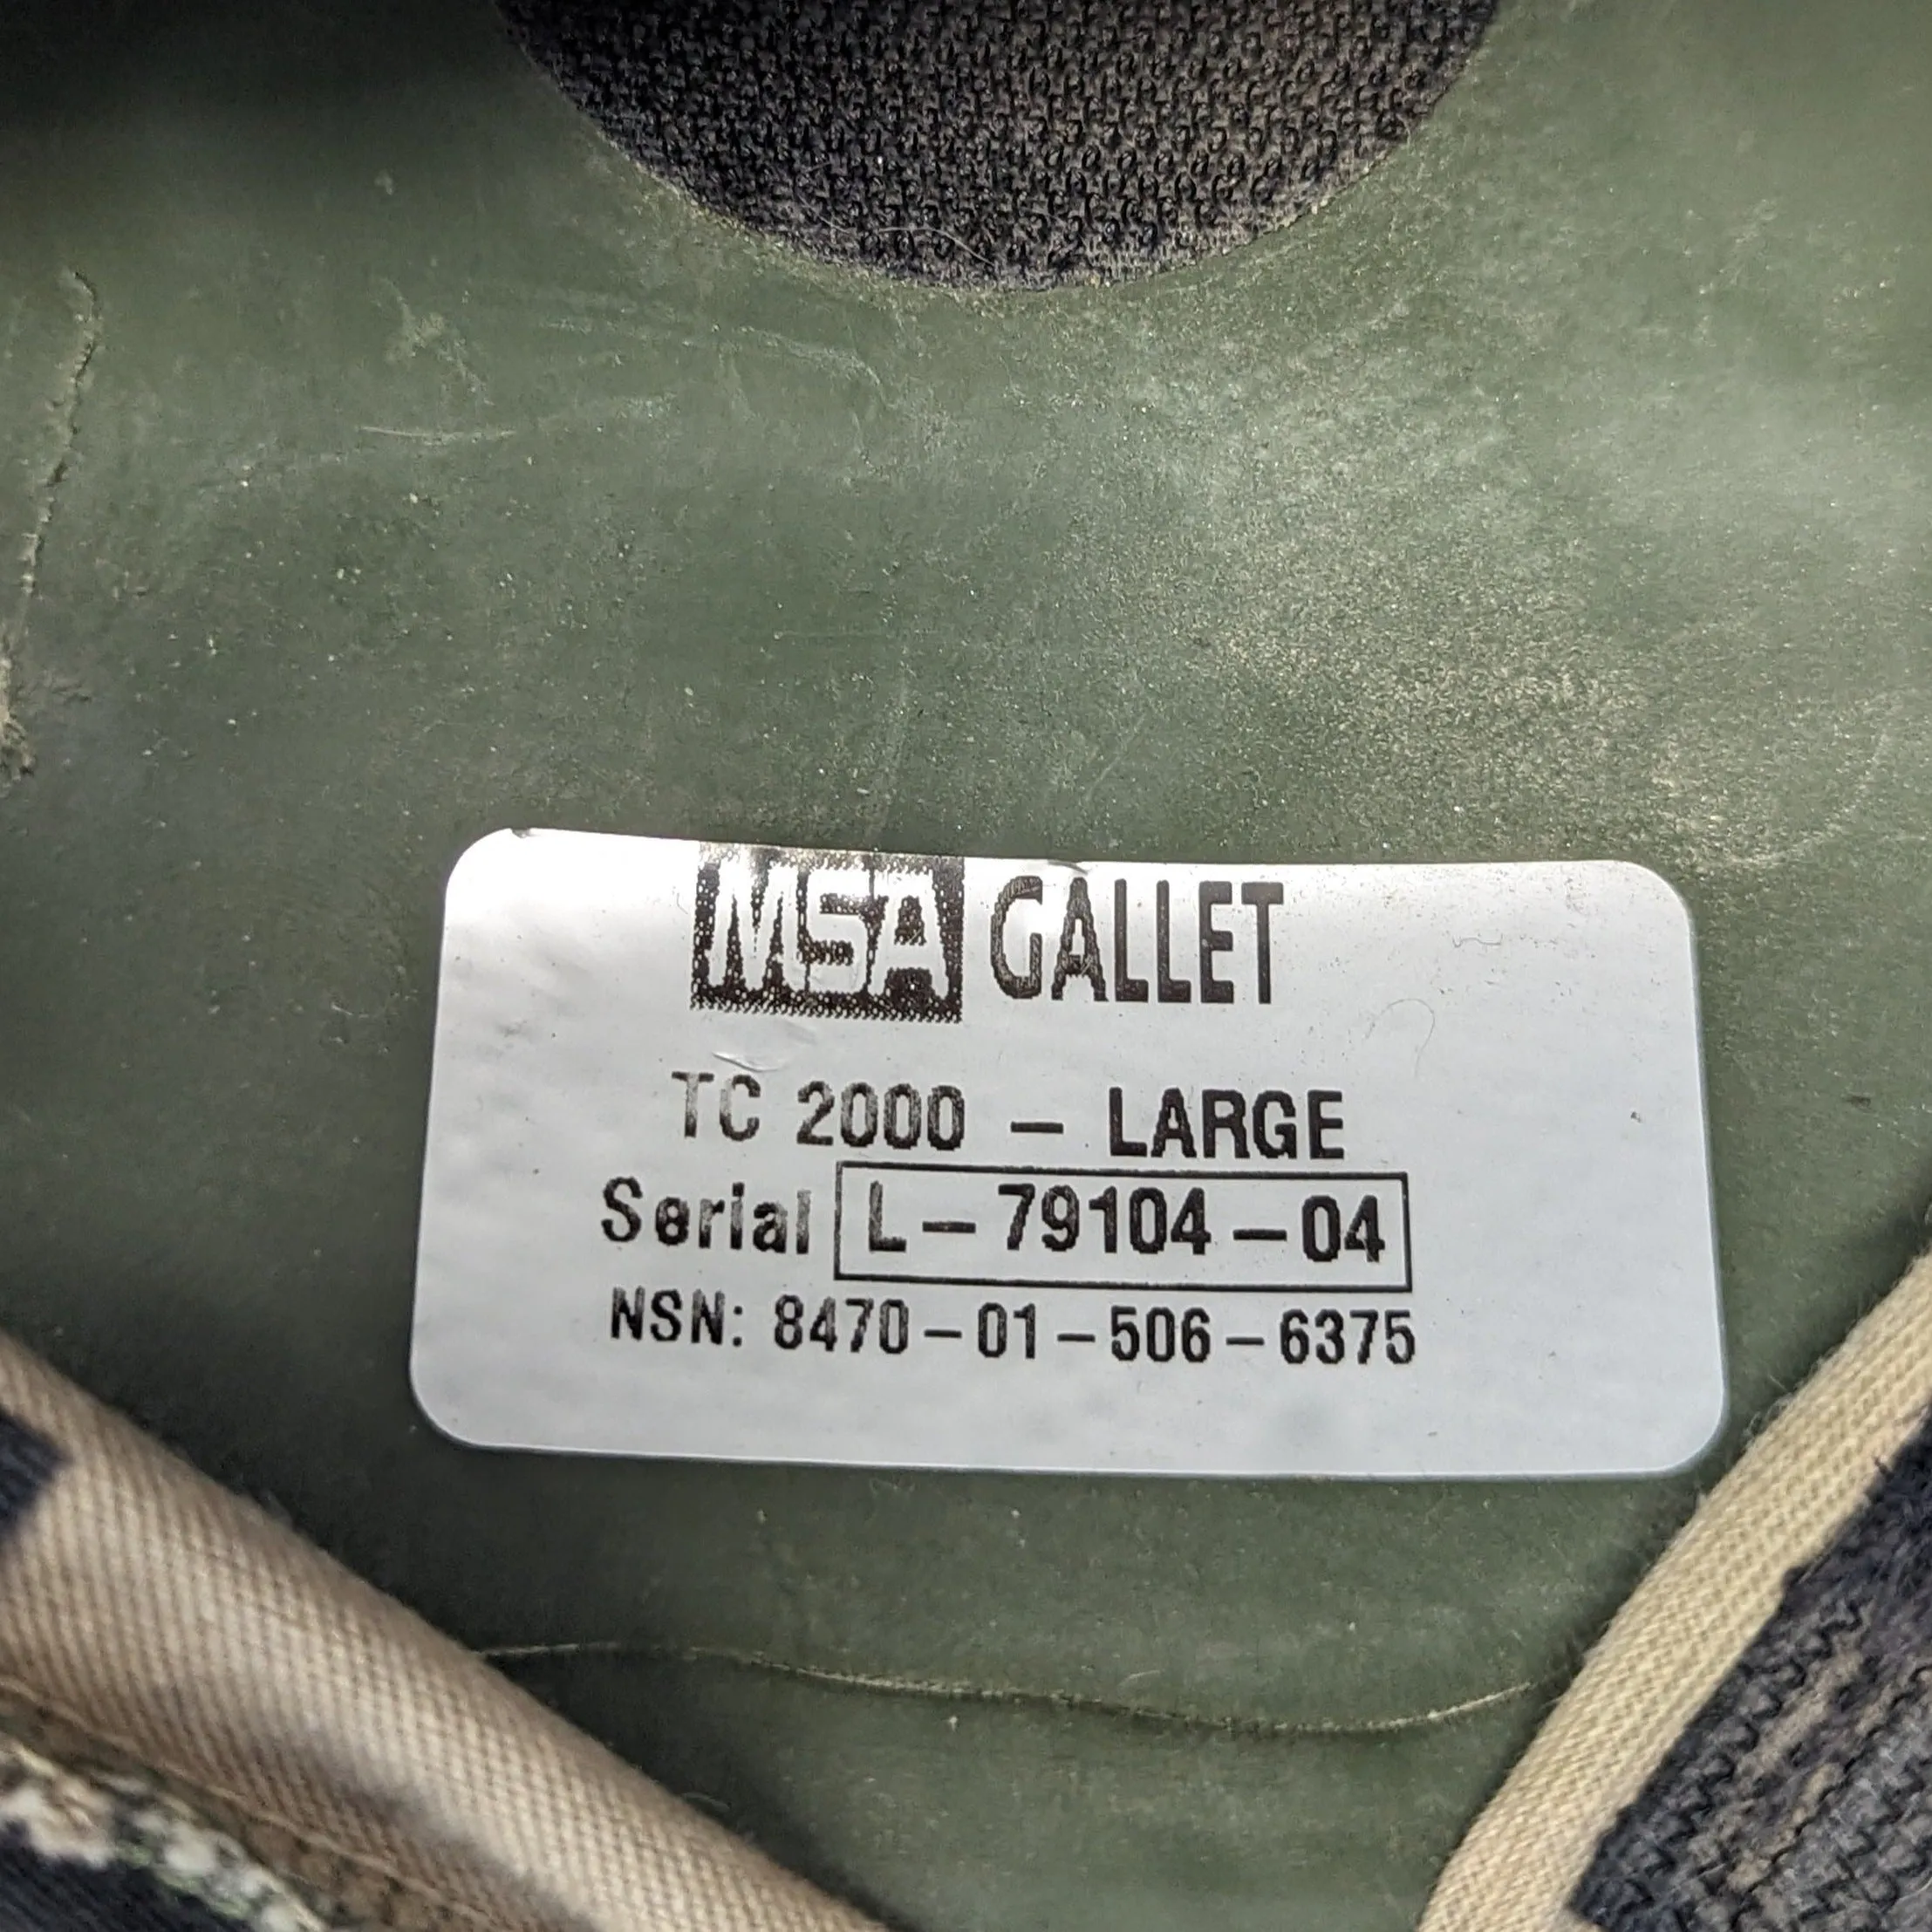 MSA GALLET
TC 2000 – LARGE
Serial L – 79104 – 04
NSN: 8470 – 01 – 506 – 6375